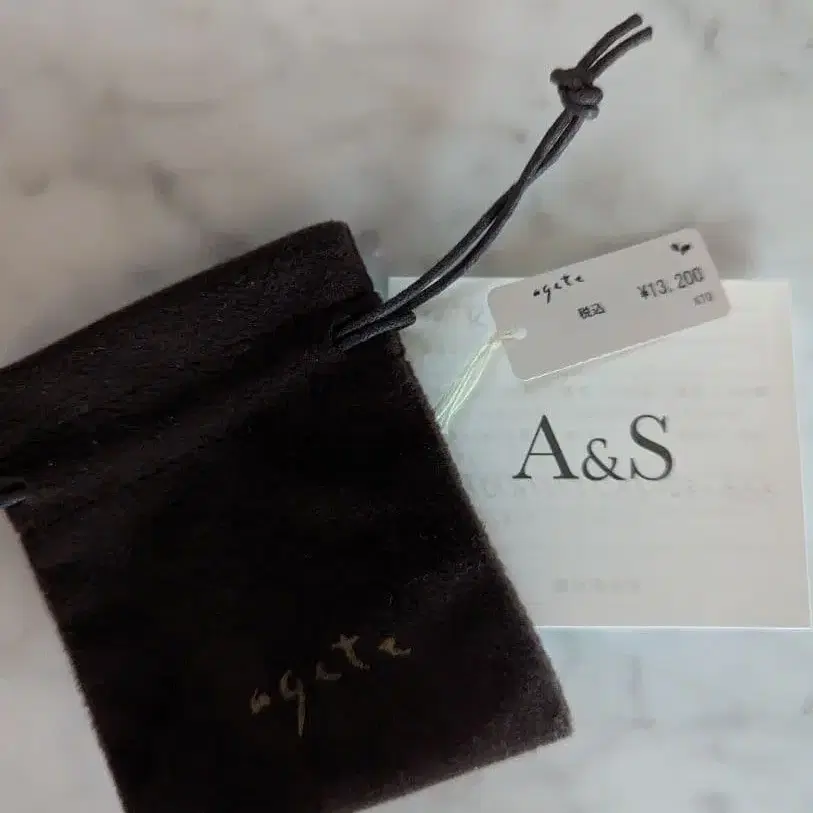 agete
¥13,200
税込
K10
A&S
agete